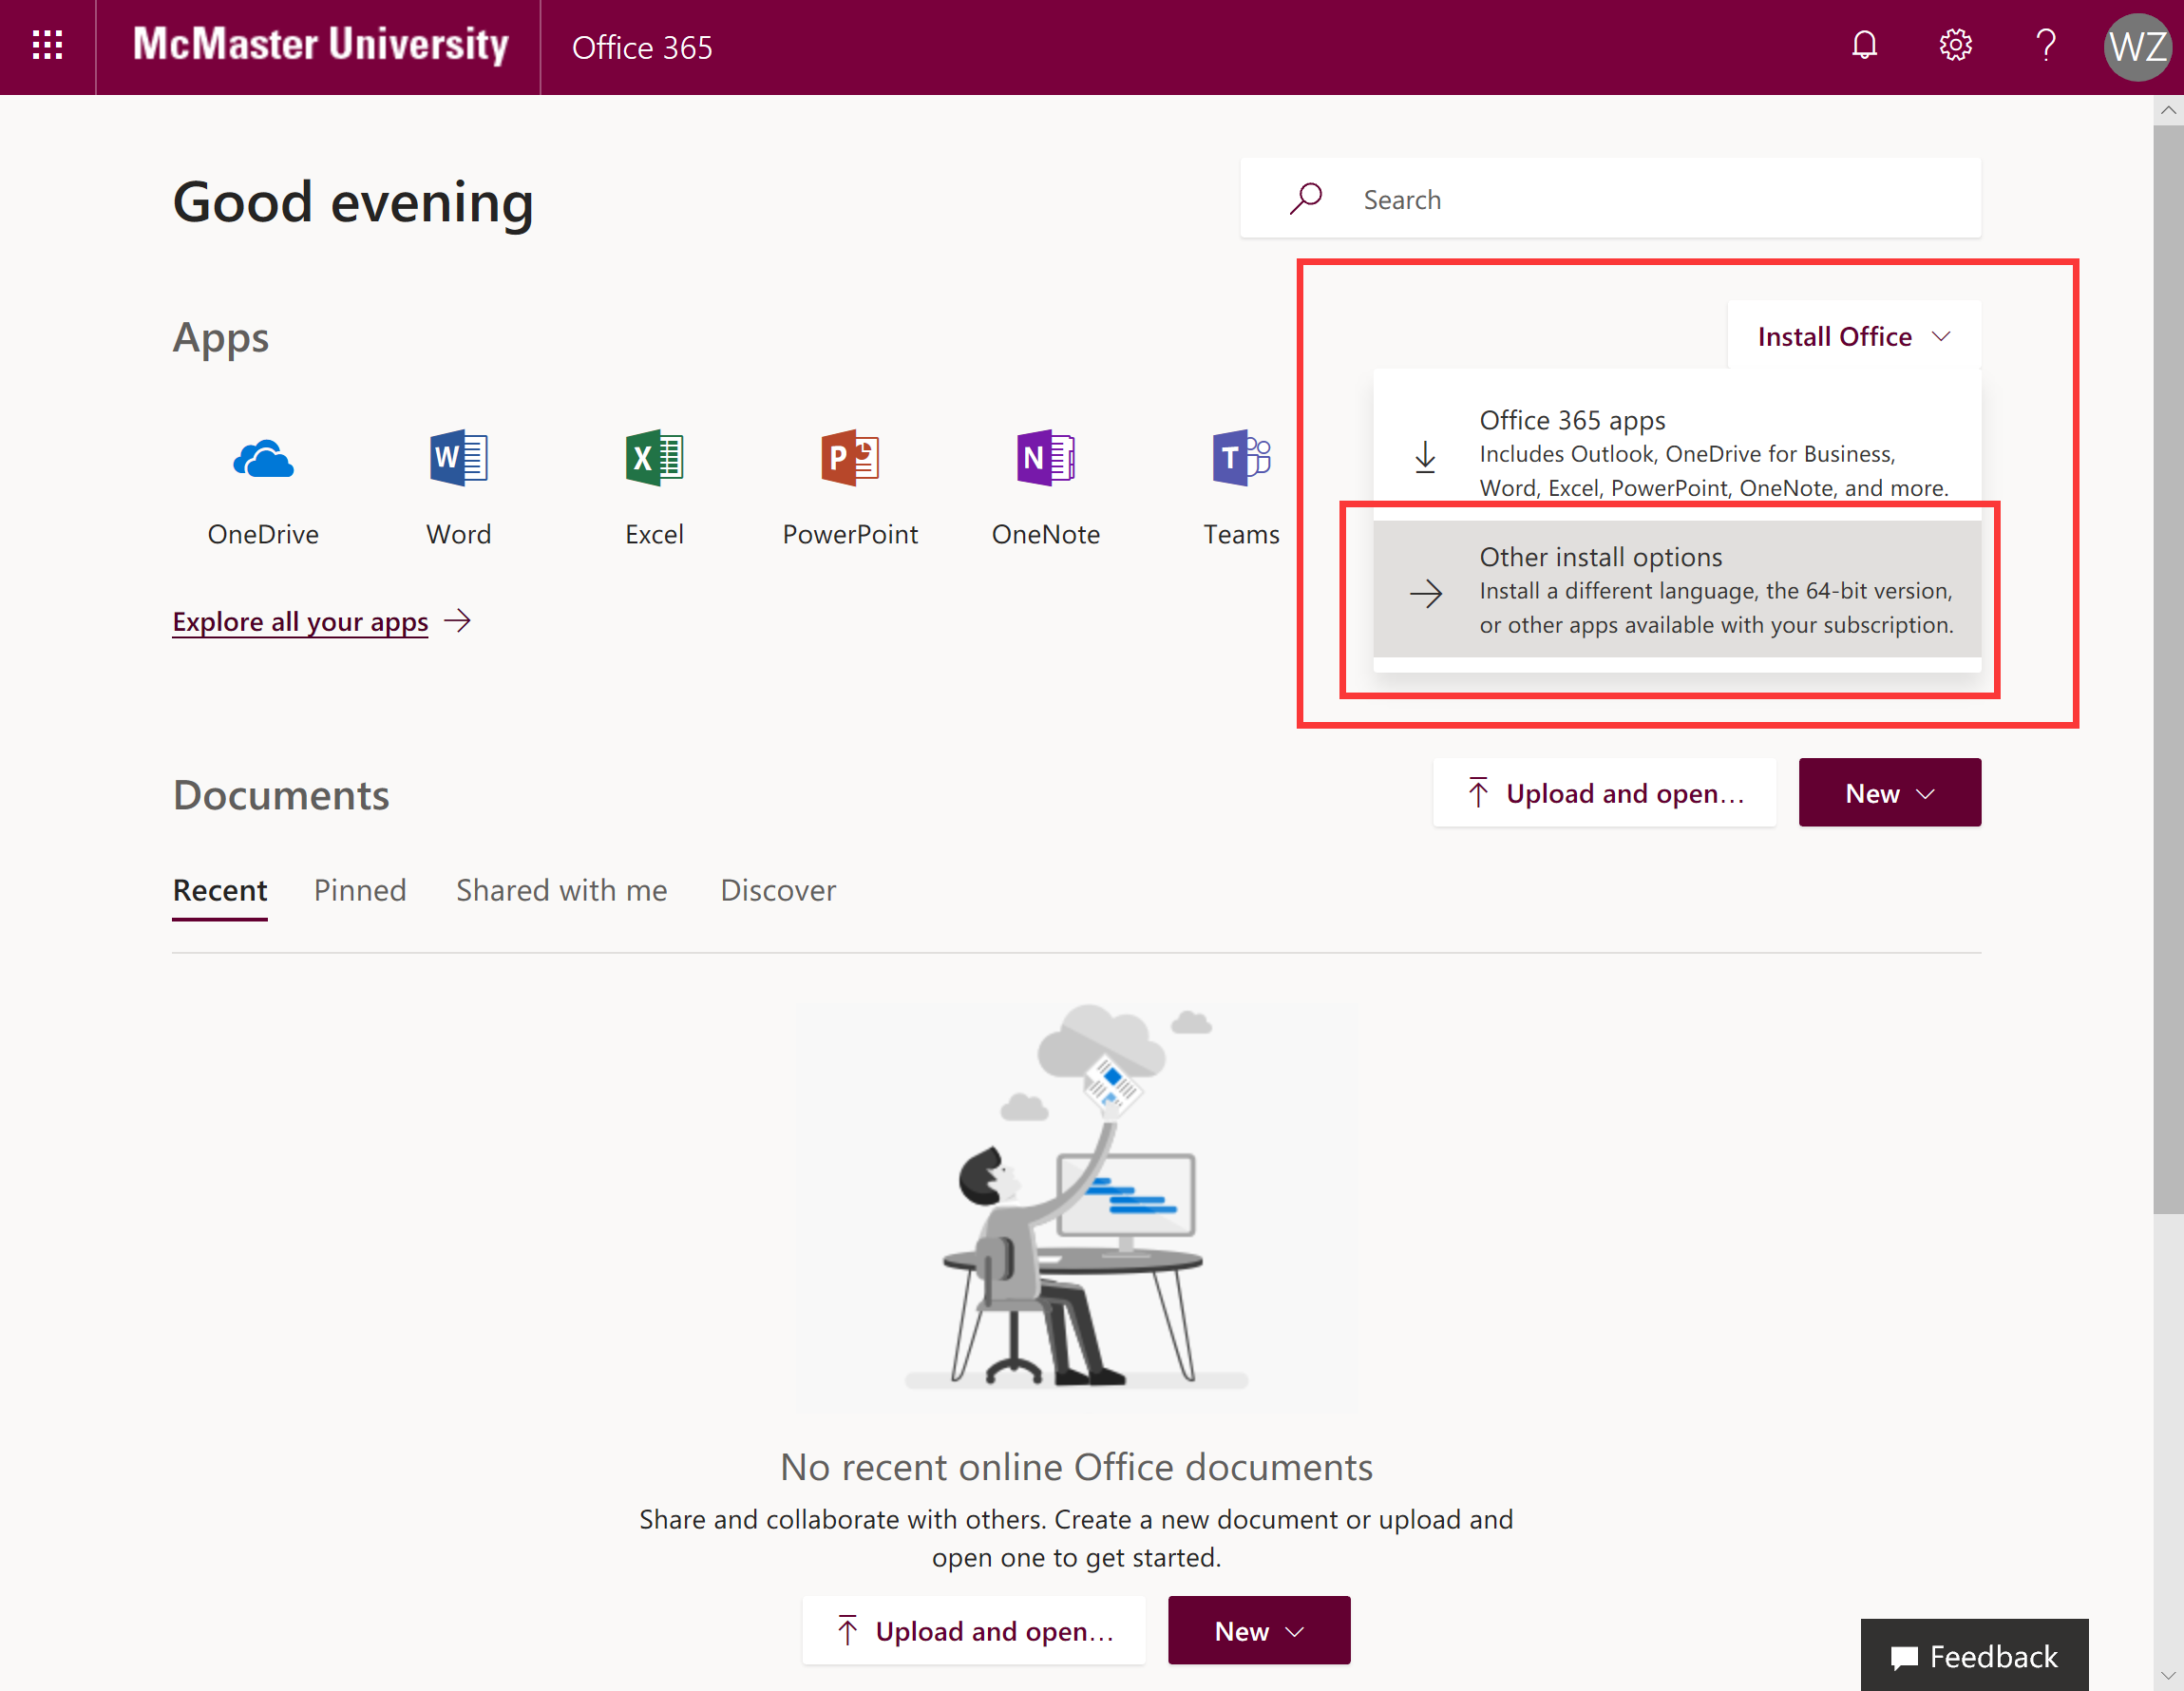 McMaster University
Office 365
WZ
Good evening
Search
Apps
Install Office
Office 365 apps
Includes Outlook, OneDrive for Business,
Word, Excel, PowerPoint, OneNote, and more.
OneDrive
Word
Excel
PowerPoint
OneNote
Teams
Other install options
Install a different language, the 64-bit version,
or other apps available with your subscription.
Explore all your apps
Documents
Upload and open...
New
Recent
Pinned
Shared with me
Discover
No recent online Office documents
Share and collaborate with others. Create a new document or upload and
open one to get started.
Upload and open...
New
Feedback